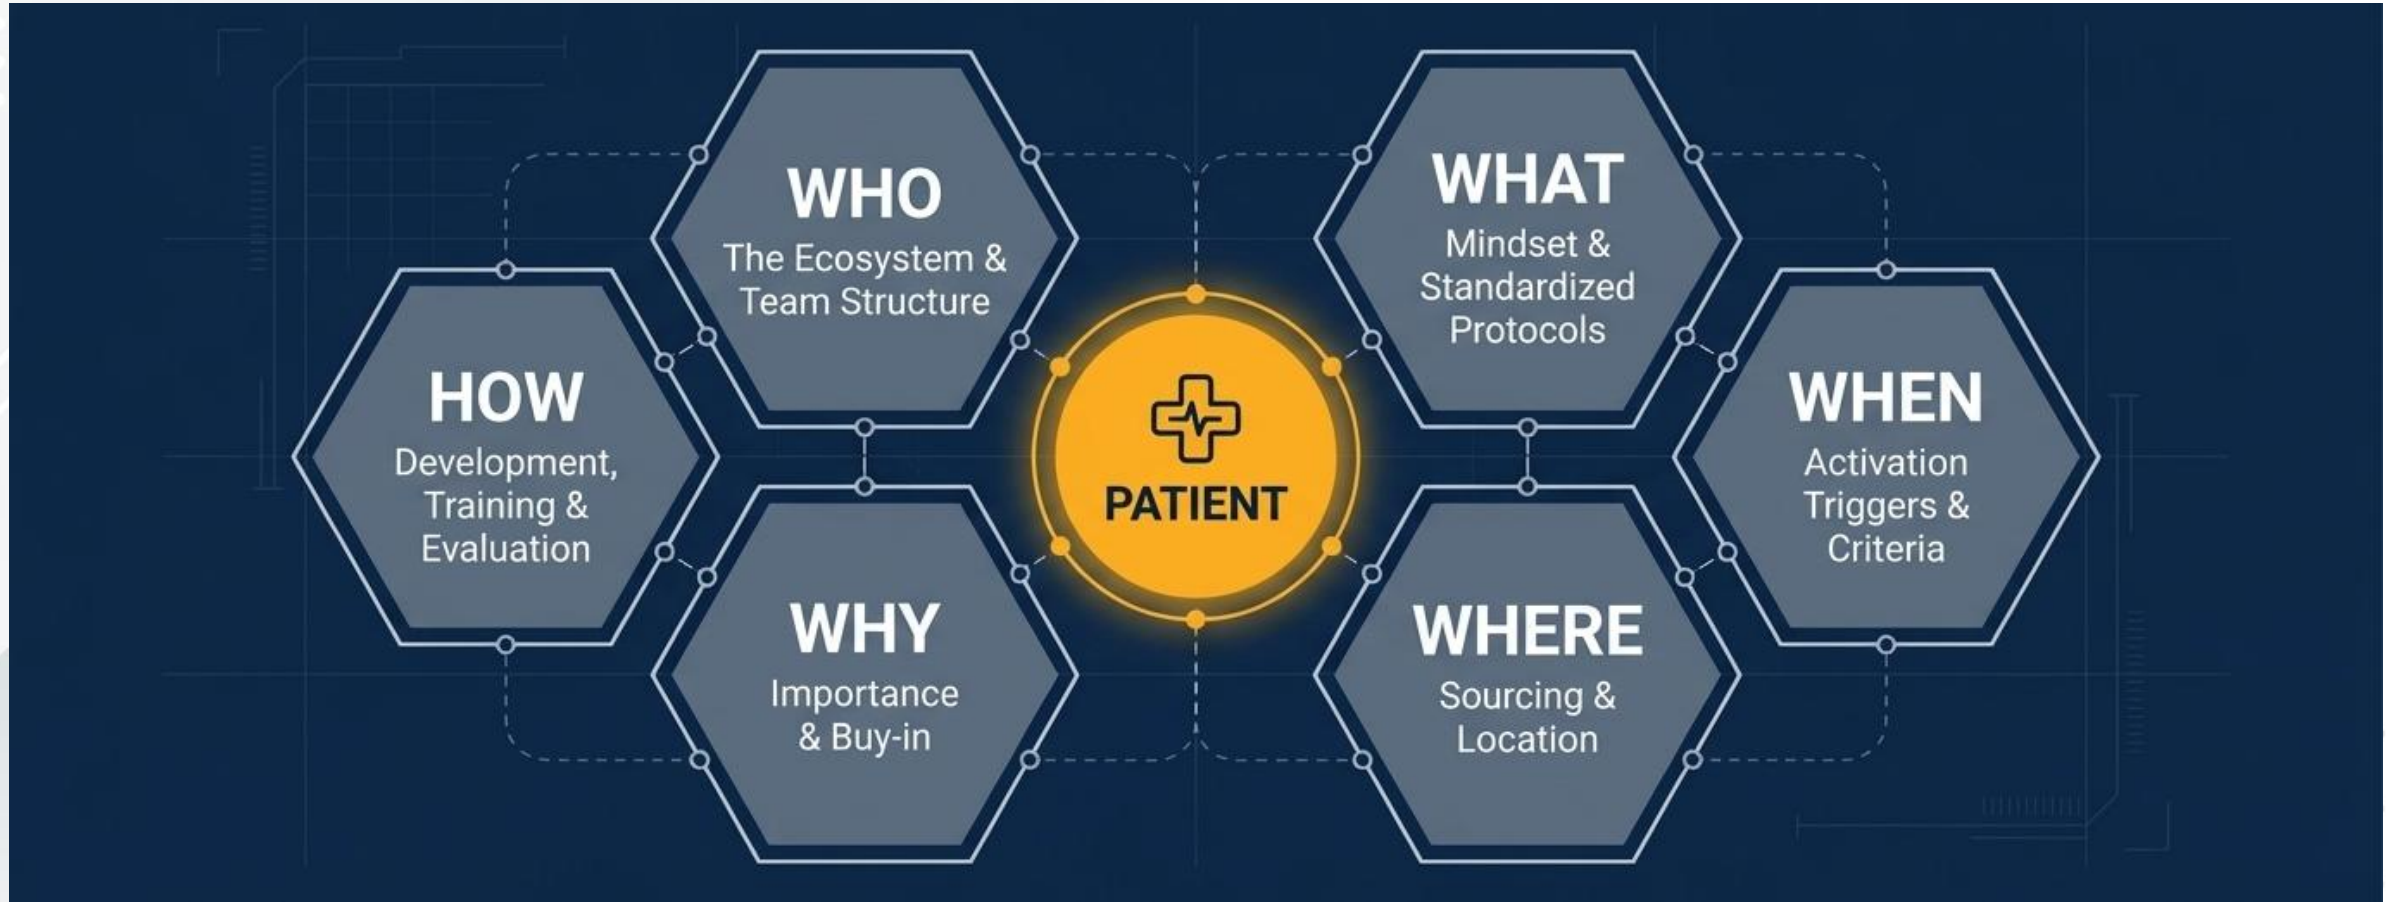 WHO
The Ecosystem &
Team Structure
WHAT
Mindset &
Standardized
Protocols
HOW
Development,
Training &
Evaluation
PATIENT
WHEN
Activation
Triggers &
Criteria
WHY
Importance
& Buy-in
WHERE
Sourcing &
Location